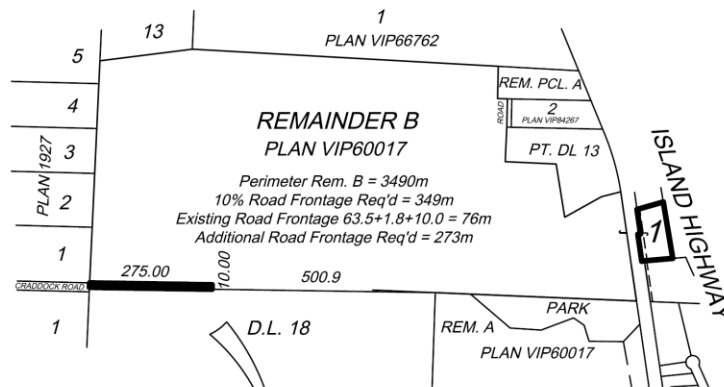 1
13
PLAN VIP66762
5
REM. PCL. A
4
ROAD
2
PLAN VIP84267
REMAINDER B
PLAN VIP60017
3
PLAN 1927
PT. DL 13
ISLAND HIGHWAY
Perimeter Rem. B = 3490m
10% Road Frontage Req'd = 349m
Existing Road Frontage 63.5+1.8+10.0 = 76m
Additional Road Frontage Req'd = 273m
2
1
1
275.00
10.00
500.9
CRADDOCK ROAD
1
D.L. 18
REM. A
PARK
PLAN VIP60017